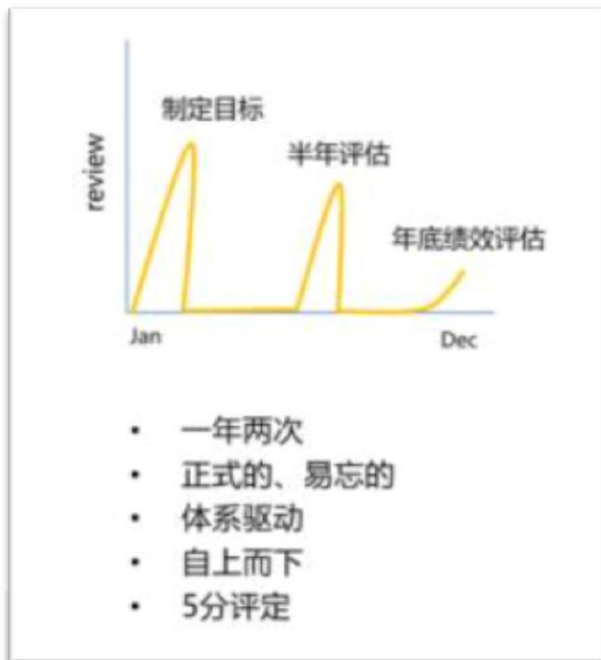 制定目标
半年评估
review
年底绩效评估
Jan
Dec
• 一年两次
• 正式的、易忘的
• 体系驱动
• 自上而下
• 5分评定